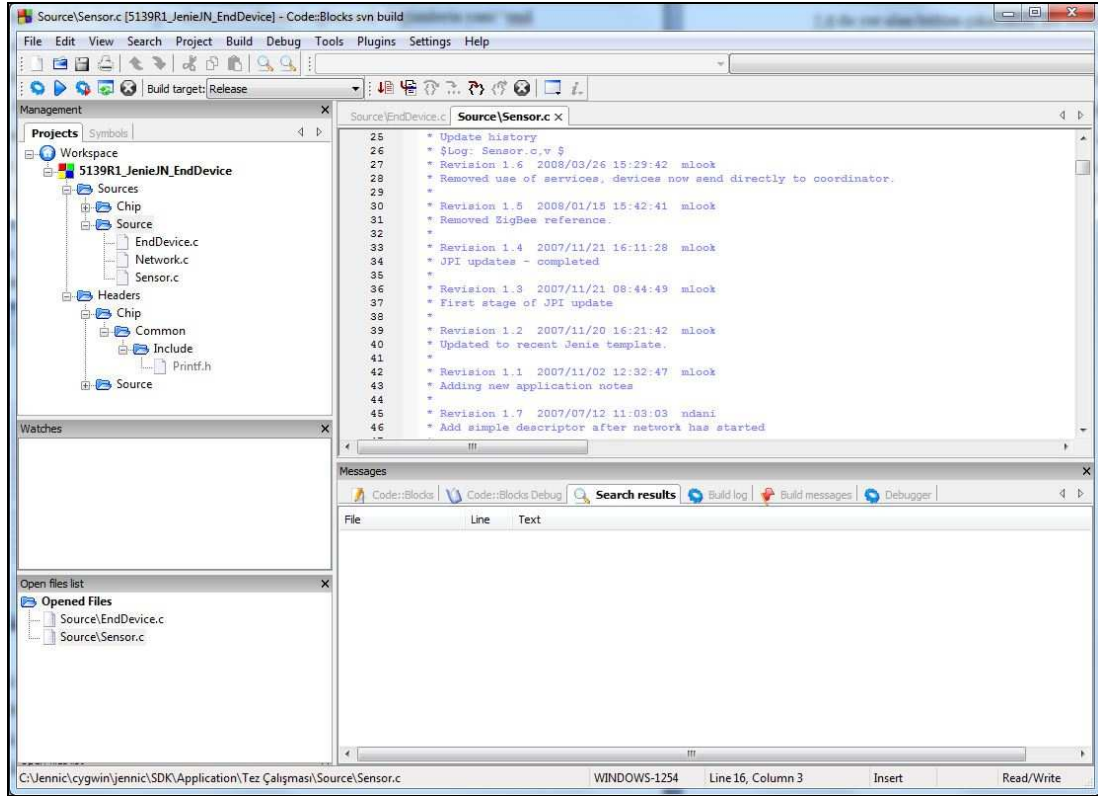 Source\Sensor.c [5139R1_JenieJN_EndDevice] - Code::Blocks svn build
File Edit View Search Project Build Debug Tools Plugins Settings Help
Build target: Release
Management
Projects Symbols
Workspace
5139R1_JenieJN_EndDevice
Sources
Chip
Source
EndDevice.c
Network.c
Sensor.c
Headers
Chip
Common
Include
Printf.h
Source
Watches
Open files list
Opened Files
Source\EndDevice.c
Source\Sensor.c
Source\EndDevice.c Source\Sensor.c
25 * Update history
26 * $Log: Sensor.c,v $
27 * Revision 1.6 2008/03/26 15:29:42 mlook
28 * Removed use of services, devices now send directly to coordinator.
29 *
30 * Revision 1.5 2008/01/15 15:42:41 mlook
31 * Removed ZigBee reference.
32 *
33 * Revision 1.4 2007/11/21 16:11:28 mlook
34 * JPI updates - completed
35 *
36 * Revision 1.3 2007/11/21 08:44:49 mlook
37 * First stage of JPI update
38 *
39 * Revision 1.2 2007/11/20 16:21:42 mlook
40 * Updated to recent Jenie template.
41 *
42 * Revision 1.1 2007/11/02 12:32:47 mlook
43 * Adding new application notes
44 *
45 * Revision 1.7 2007/07/12 11:03:03 ndani
46 * Add simple descriptor after network has started
Messages
Code::Blocks Code::Blocks Debug Search results Build log Build messages Debugger
File Line Text
C:\Jennic\cygwin\jennic\SDK\Application\Tez Çalışması\Source\Sensor.c WINDOWS-1254 Line 16, Column 3 Insert Read/Write